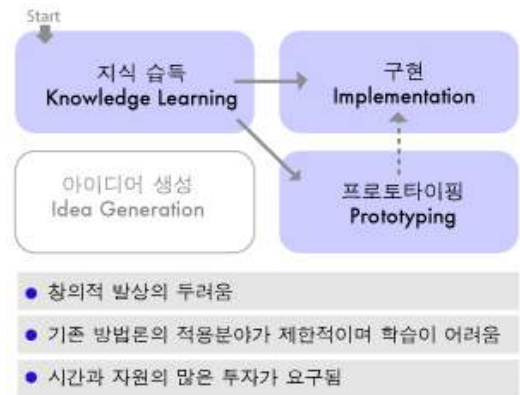 Start
지식 습득
Knowledge Learning
구현
Implementation
아이디어 생성
Idea Generation
프로토타이핑
Prototyping
창의적 발상의 두려움
기존 방법론의 적용분야가 제한적이며 학습이 어려움
시간과 자원의 많은 투자가 요구됨